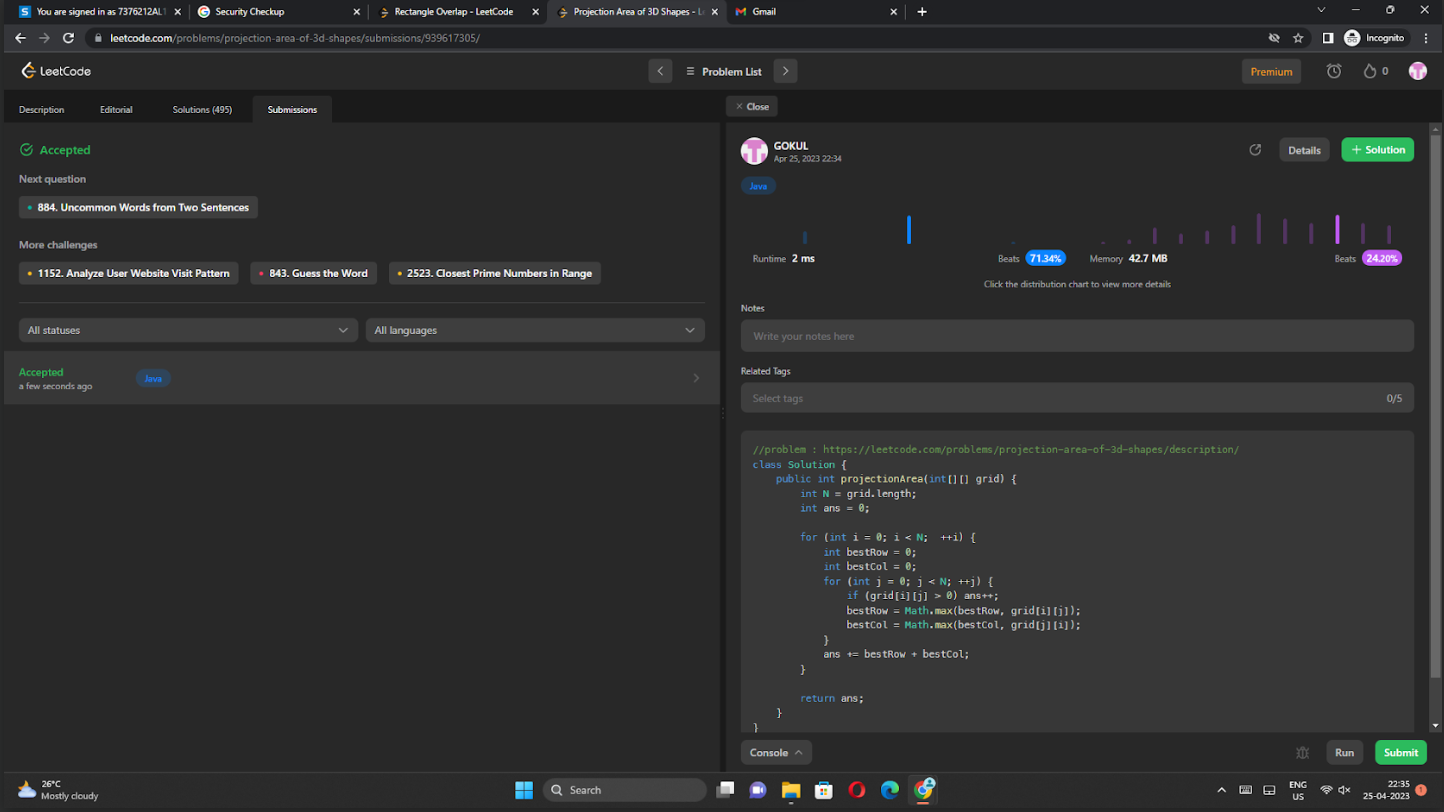 You are signed in as 7376212AL1
Security Checkup
Rectangle Overlap - LeetCode
Projection Area of 3D Shapes - L
Gmail
leetcode.com/problems/projection-area-of-3d-shapes/submissions/939617305/
Incognito
LeetCode
Problem List
Premium
0
Description
Editorial
Solutions (495)
Submissions
Close
Accepted
Next question
884. Uncommon Words from Two Sentences
More challenges
1152. Analyze User Website Visit Pattern
843. Guess the Word
2523. Closest Prime Numbers in Range
All statuses
All languages
Accepted
a few seconds ago
Java
GOKUL
Apr 25, 2023 22:34
Details
+ Solution
Java
Runtime 2 ms
Beats 71.34%
Memory 42.7 MB
Beats 24.20%
Click the distribution chart to view more details
Notes
Write your notes here
Related Tags
Select tags
0/5
//problem : https://leetcode.com/problems/projection-area-of-3d-shapes/description/
class Solution {
    public int projectionArea(int[][] grid) {
        int N = grid.length;
        int ans = 0;
        for (int i = 0; i < N;  ++i) {
            int bestRow = 0;
            int bestCol = 0;
            for (int j = 0; j < N; ++j) {
                if (grid[i][j] > 0) ans++;
                bestRow = Math.max(bestRow, grid[i][j]);
                bestCol = Math.max(bestCol, grid[j][i]);
            }
            ans += bestRow + bestCol;
        }
        return ans;
    }
}
Console
Run
Submit
26°C
Mostly cloudy
Search
ENG
US
22:35
25-04-2023
1